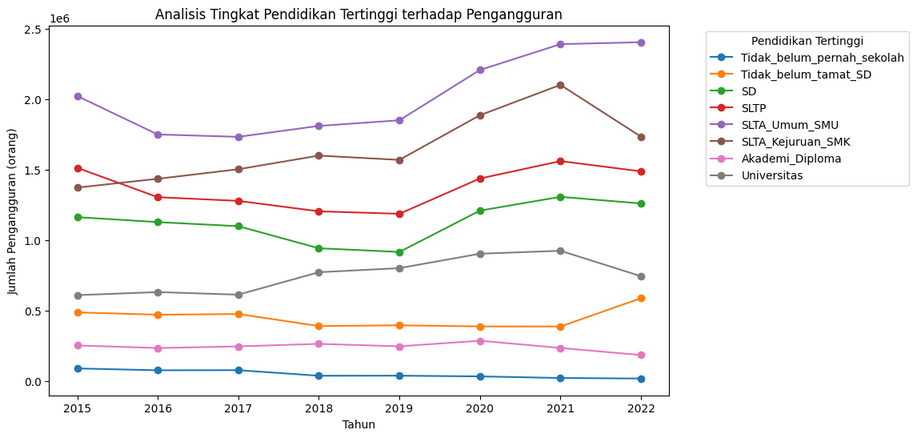 Analisis Tingkat Pendidikan Tertinggi terhadap Pengangguran
1e6
2.5
2.0
1.5
1.0
0.5
0.0
Jumlah Pengangguran (orang)
2015 2016 2017 2018 2019 2020 2021 2022
Tahun
Pendidikan Tertinggi
Tidak_belum_pernah_sekolah
Tidak_belum_tamat_SD
SD
SLTP
SLTA_Umum_SMU
SLTA_Kejuruan_SMK
Akademi_Diploma
Universitas